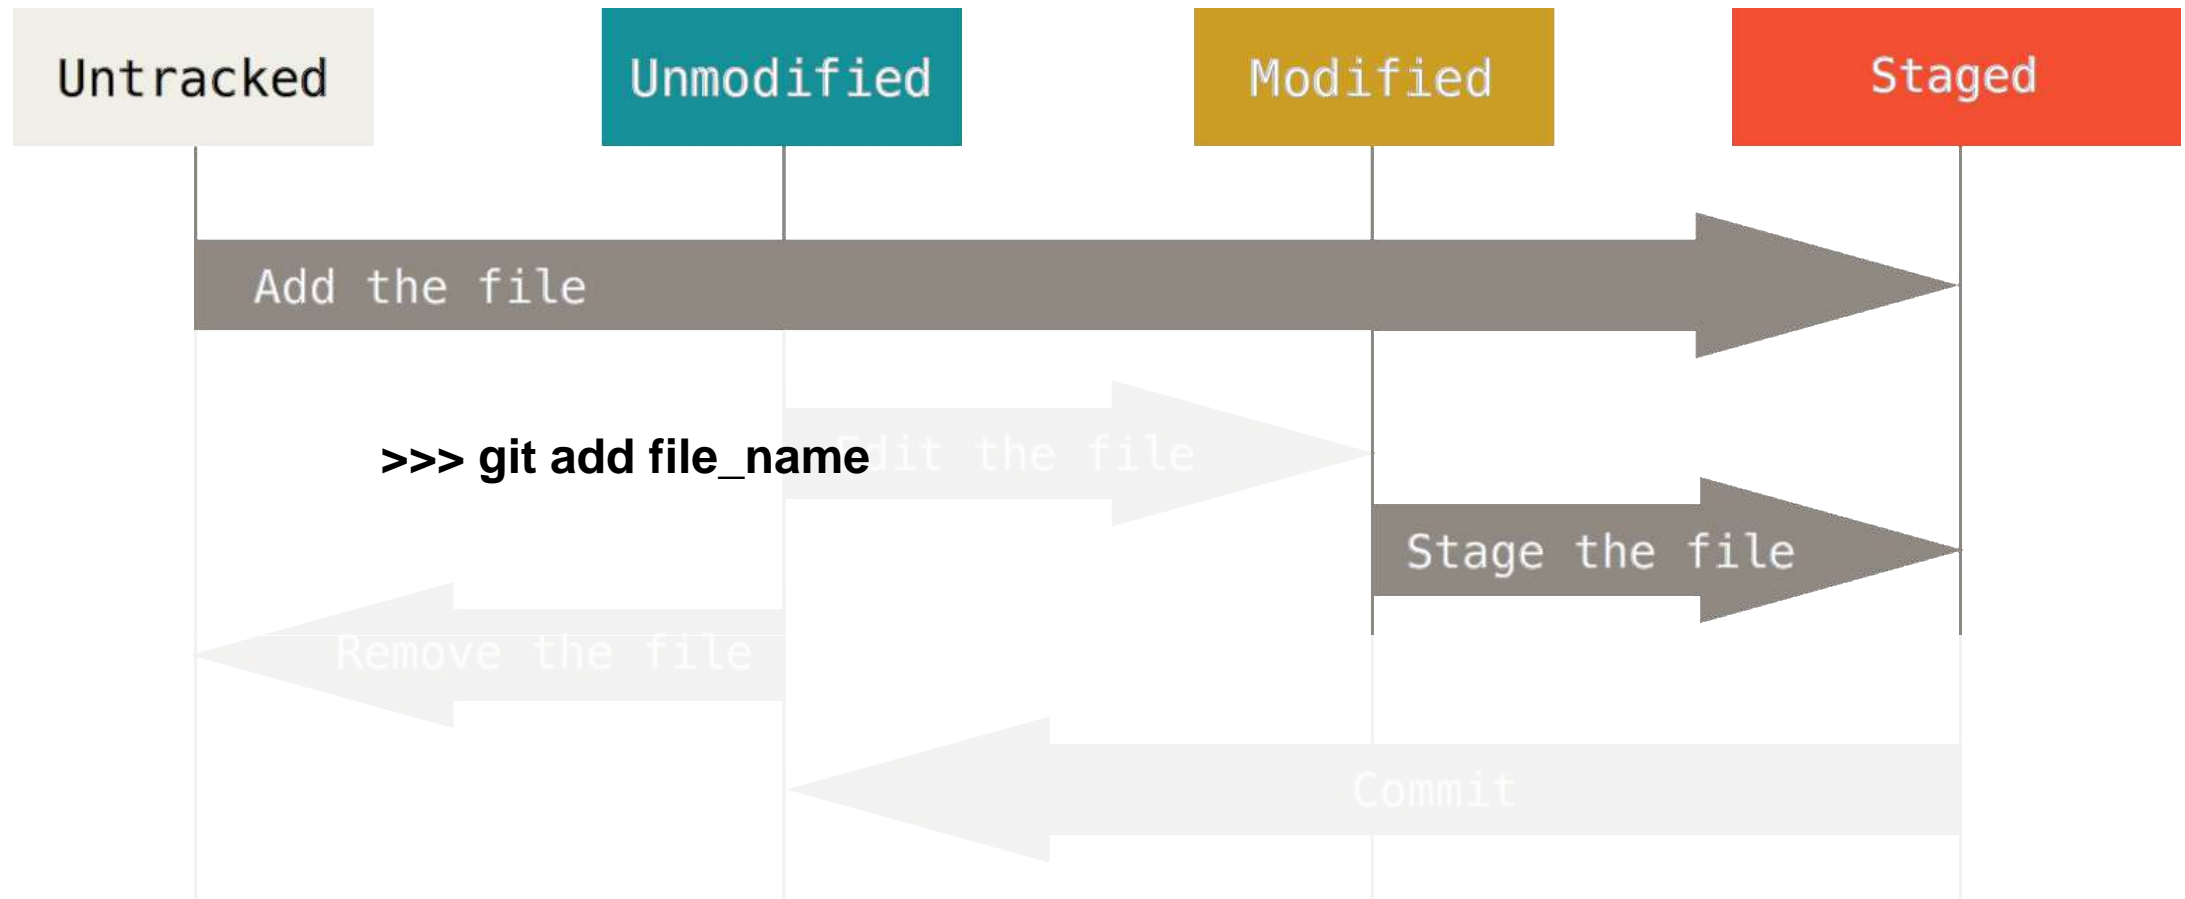 Untracked
Unmodified
Modified
Staged
Add the file
Edit the file
>>> git add file_name
Stage the file
Remove the file
Commit